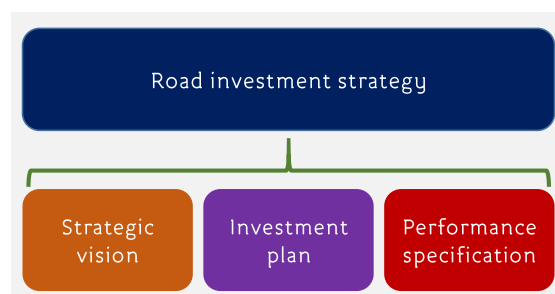 Road investment strategy
Strategic
vision
Investment
plan
Performance
specification